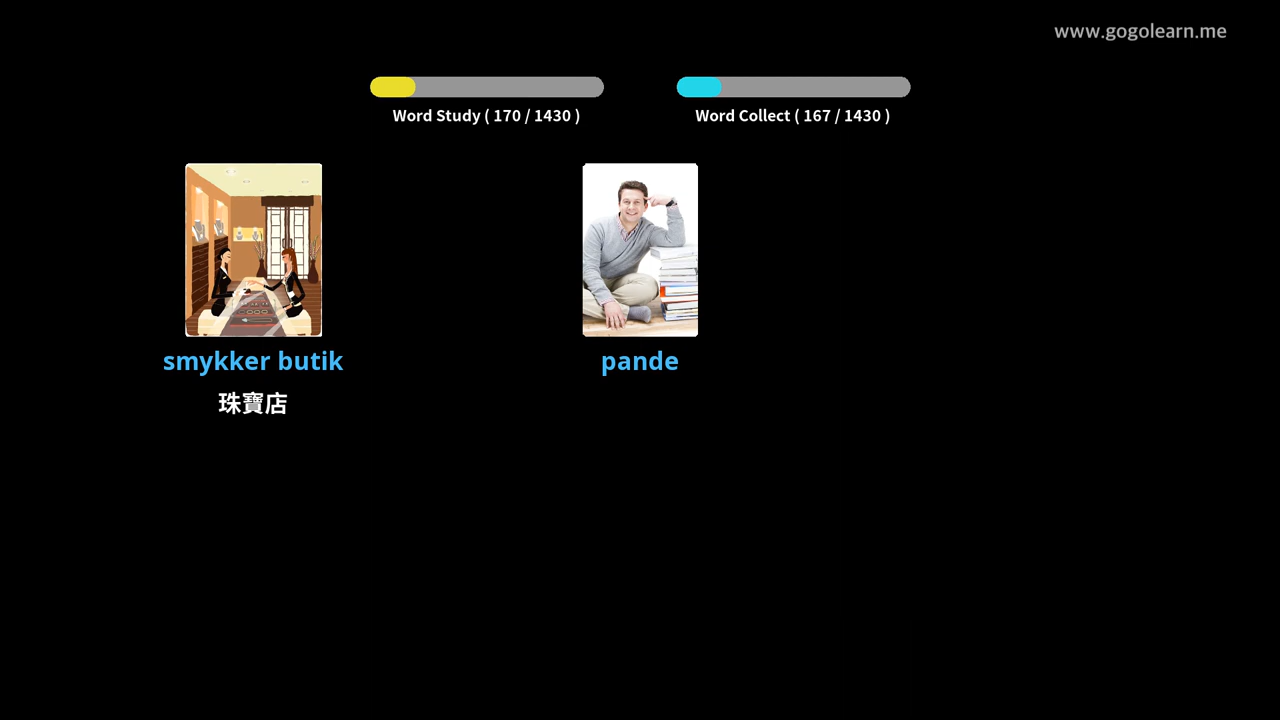 www.gogolearn.me
Word Study ( 170 / 1430 )
Word Collect ( 167 / 1430 )
smykker butik
珠寶店
pande